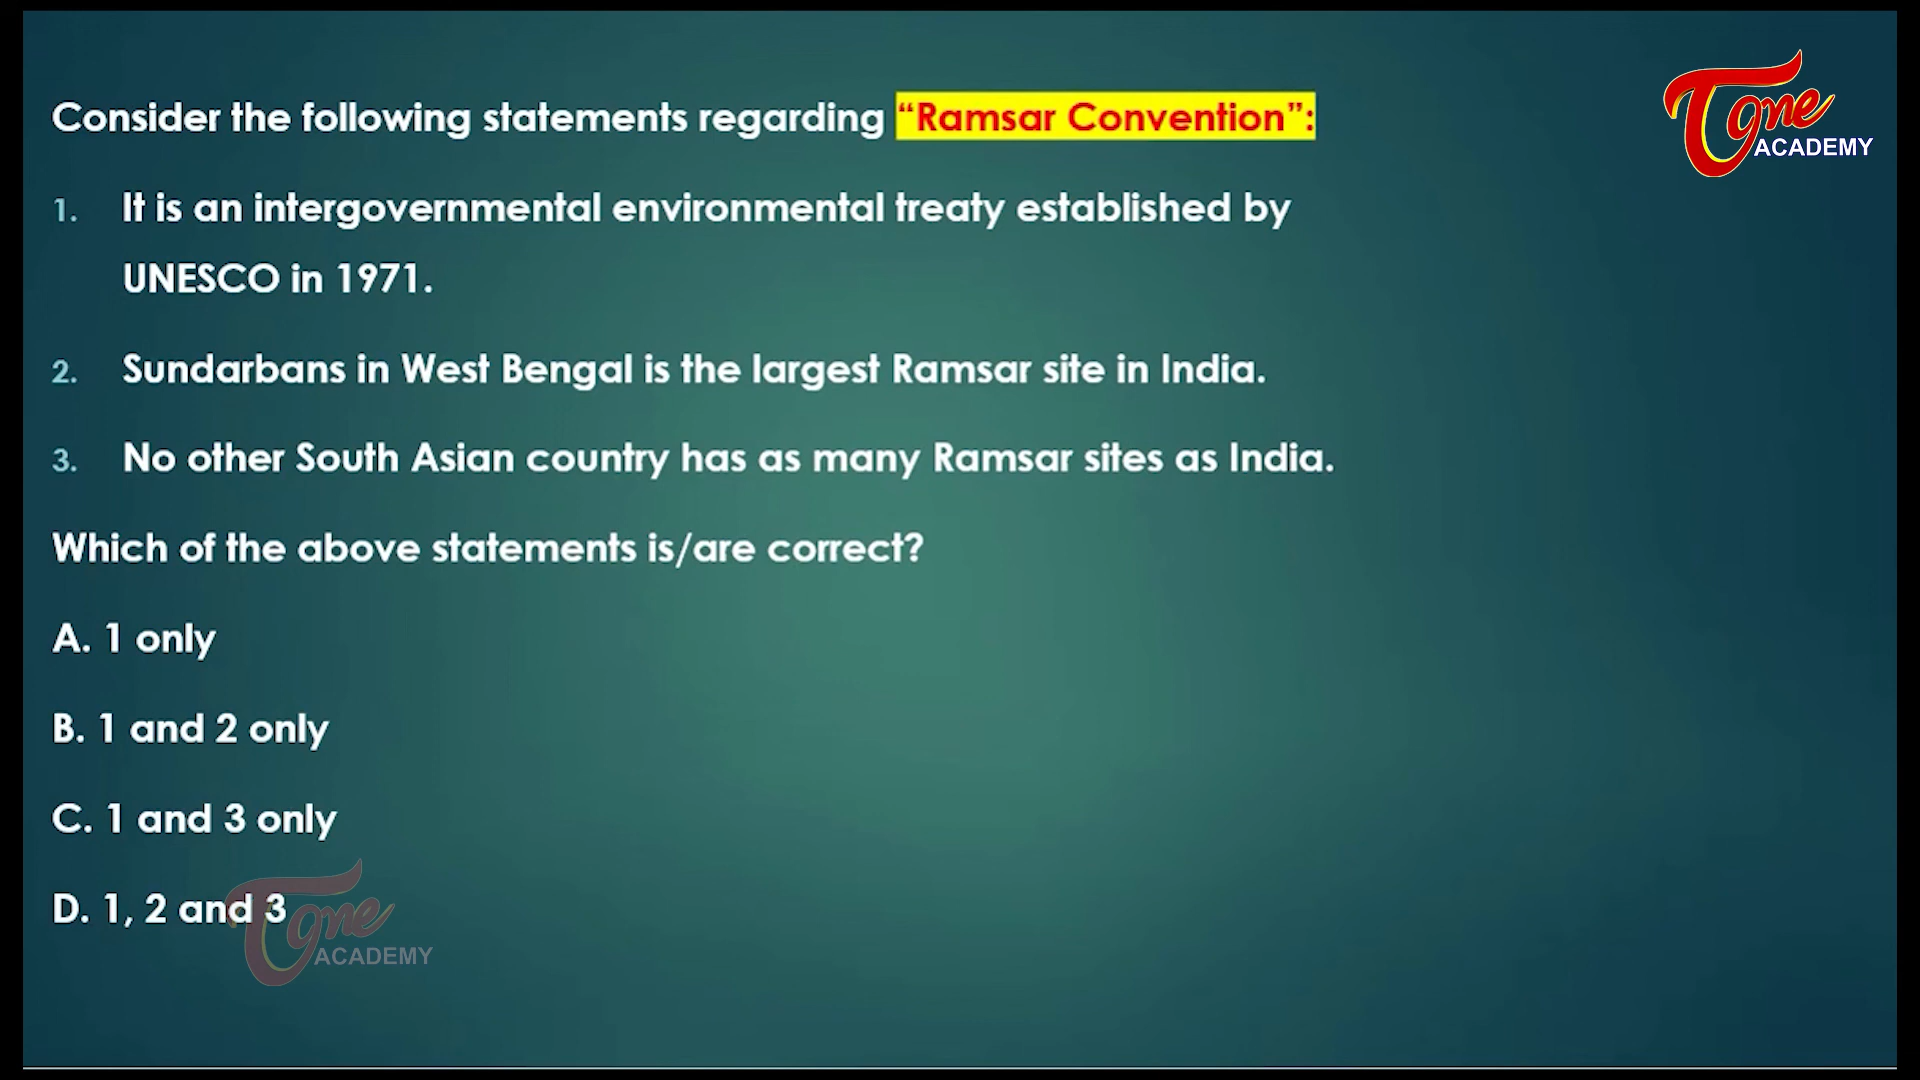 Consider the following statements regarding “Ramsar Convention”:
1. It is an intergovernmental environmental treaty established by
UNESCO in 1971.
2. Sundarbans in West Bengal is the largest Ramsar site in India.
3. No other South Asian country has as many Ramsar sites as India.
Which of the above statements is/are correct?
A. 1 only
B. 1 and 2 only
C. 1 and 3 only
D. 1, 2 and 3
Tone
ACADEMY
Tone
ACADEMY